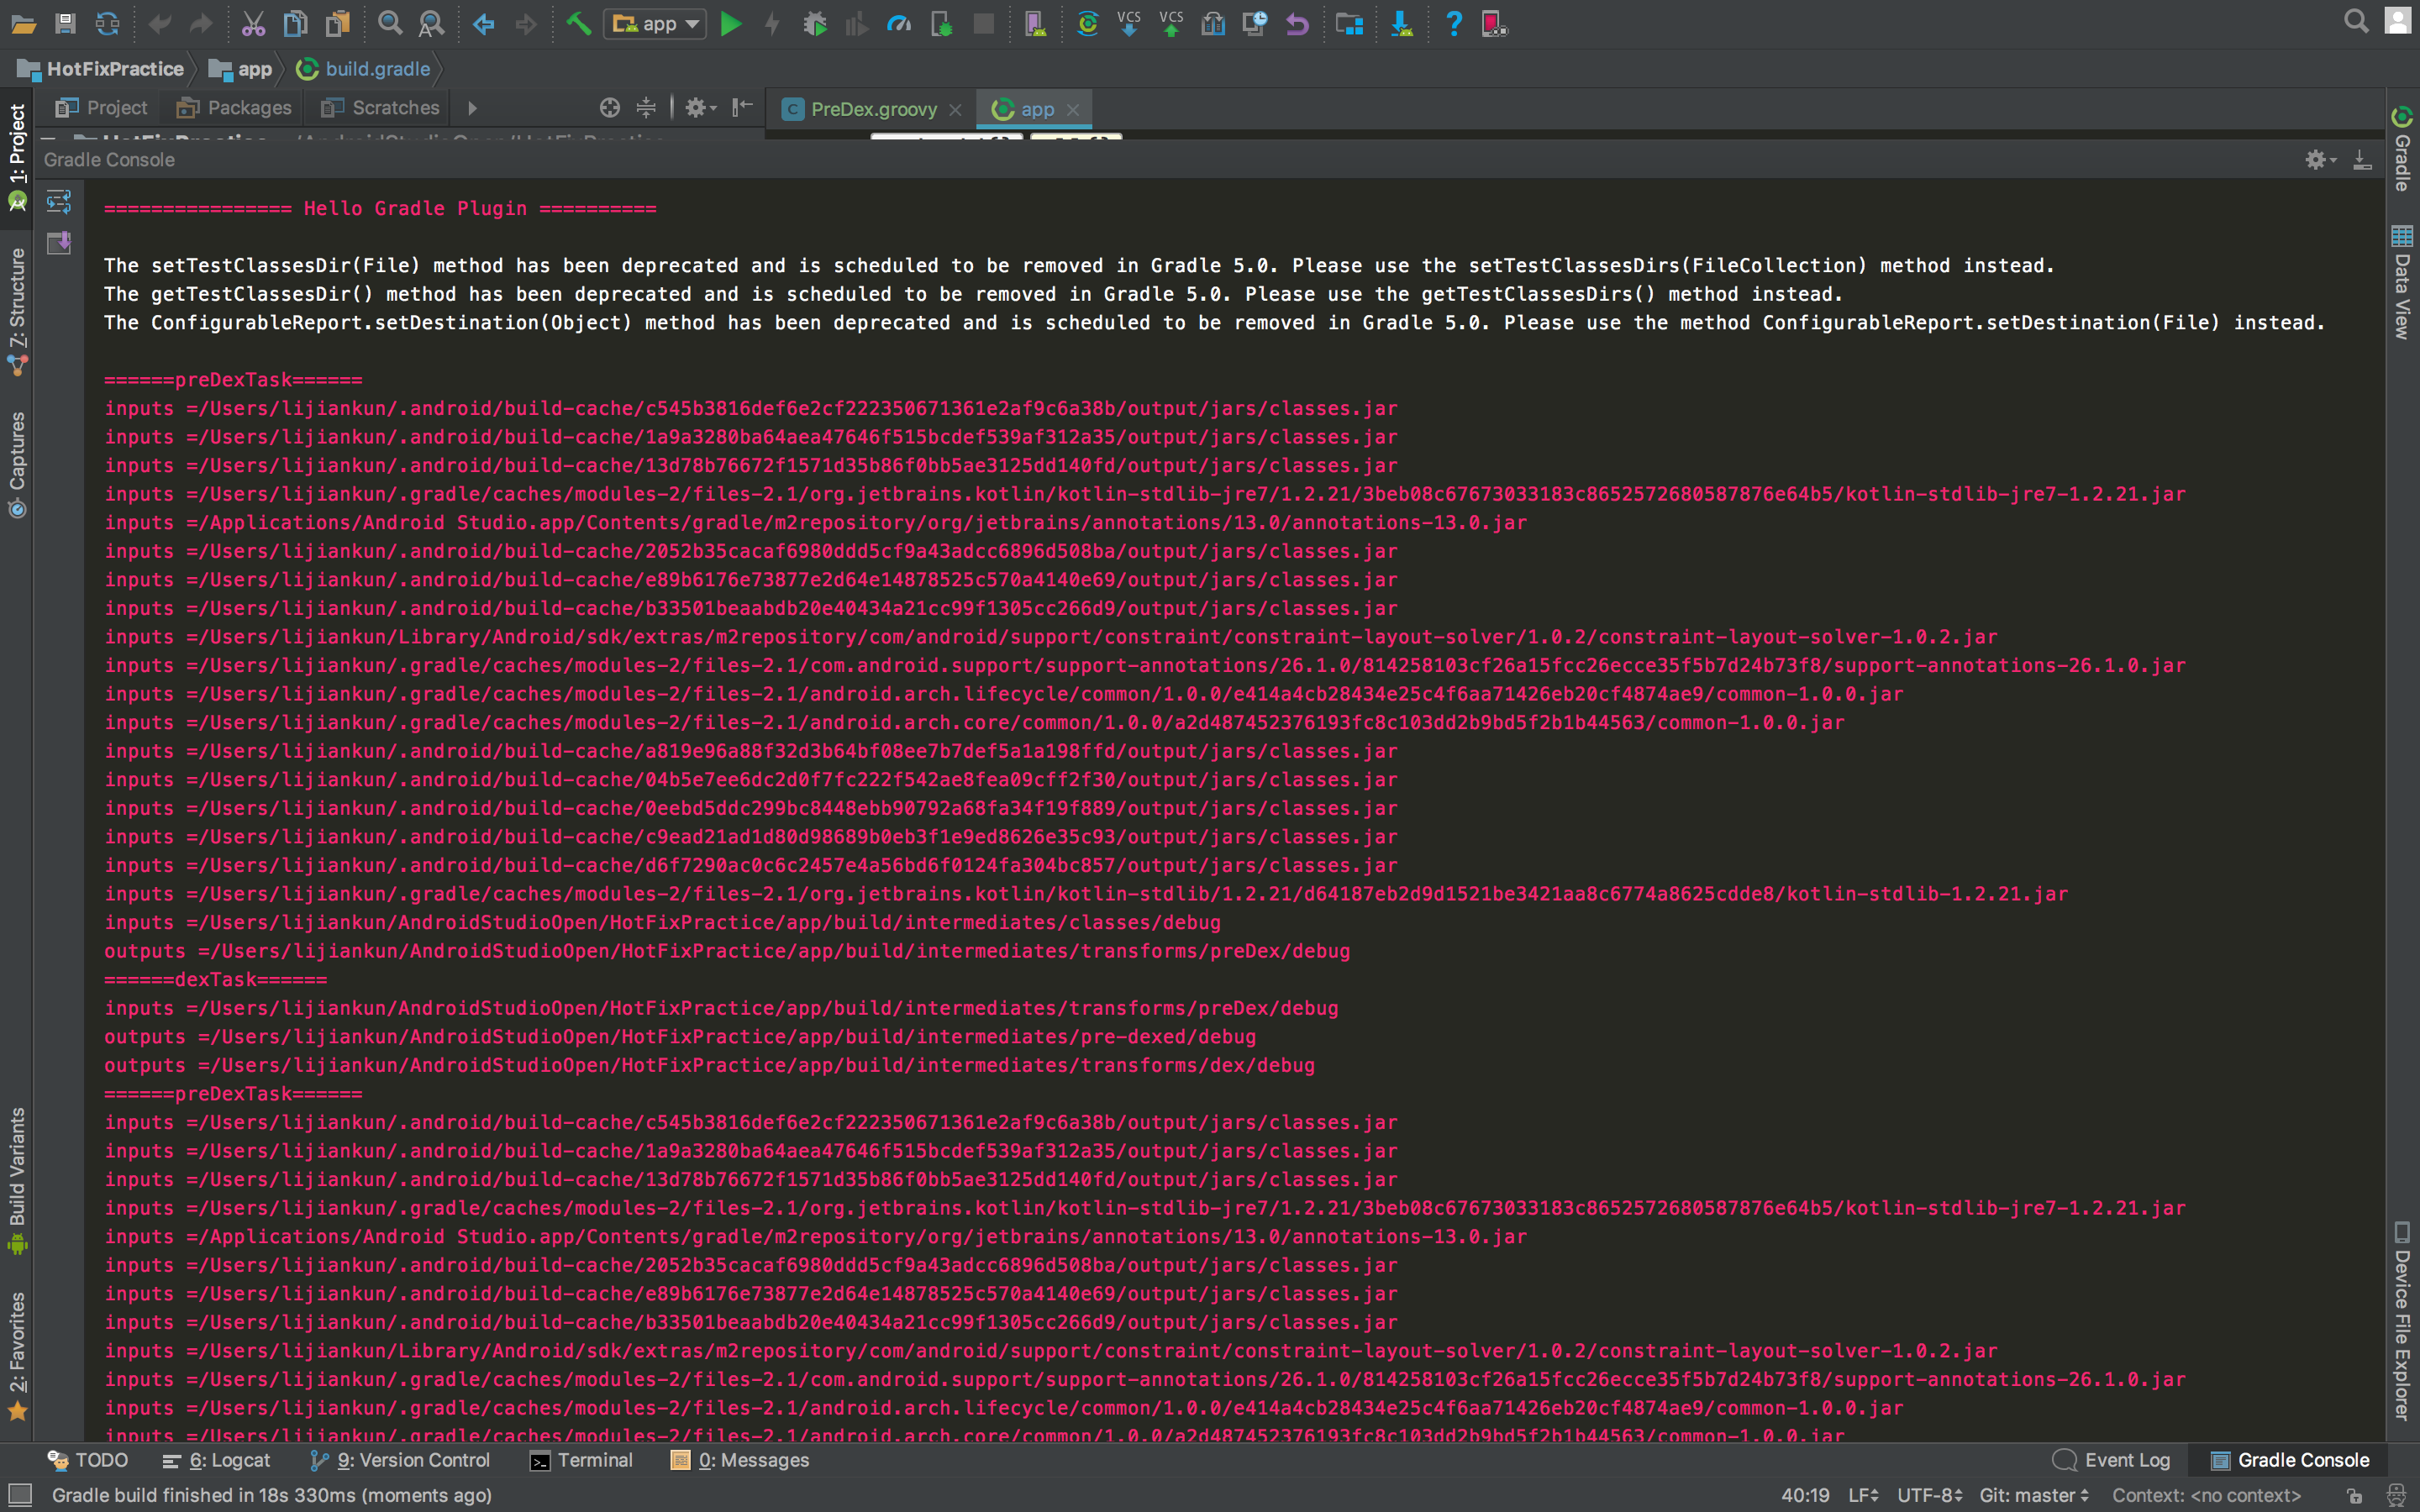 app
VCS
VCS
HotFixPractice
app
build.gradle
Project
Packages
Scratches
PreDex.groovy
app
Gradle Console
================ Hello Gradle Plugin ==========
The setTestClassesDir(File) method has been deprecated and is scheduled to be removed in Gradle 5.0. Please use the setTestClassesDirs(FileCollection) method instead.
The getTestClassesDir() method has been deprecated and is scheduled to be removed in Gradle 5.0. Please use the getTestClassesDirs() method instead.
The ConfigurableReport.setDestination(Object) method has been deprecated and is scheduled to be removed in Gradle 5.0. Please use the method ConfigurableReport.setDestination(File) instead.
======preDexTask======
inputs =/Users/lijiankun/.android/build-cache/c545b3816def6e2cf222350671361e2af9c6a38b/output/jars/classes.jar
inputs =/Users/lijiankun/.android/build-cache/1a9a3280ba64aea47646f515bcdef539af312a35/output/jars/classes.jar
inputs =/Users/lijiankun/.android/build-cache/13d78b76672f1571d35b86f0bb5ae3125dd140fd/output/jars/classes.jar
inputs =/Users/lijiankun/.gradle/caches/modules-2/files-2.1/org.jetbrains.kotlin/kotlin-stdlib-jre7/1.2.21/3beb08c67673033183c8652572680587876e64b5/kotlin-stdlib-jre7-1.2.21.jar
inputs =/Applications/Android Studio.app/Contents/gradle/m2repository/org/jetbrains/annotations/13.0/annotations-13.0.jar
inputs =/Users/lijiankun/.android/build-cache/2052b35cacaf6980ddd5cf9a43adcc6896d508ba/output/jars/classes.jar
inputs =/Users/lijiankun/.android/build-cache/e89b6176e73877e2d64e14878525c570a4140e69/output/jars/classes.jar
inputs =/Users/lijiankun/.android/build-cache/b33501beaabdb20e40434a21cc99f1305cc266d9/output/jars/classes.jar
inputs =/Users/lijiankun/Library/Android/sdk/extras/m2repository/com/android/support/constraint/constraint-layout-solver/1.0.2/constraint-layout-solver-1.0.2.jar
inputs =/Users/lijiankun/.gradle/caches/modules-2/files-2.1/com.android.support/support-annotations/26.1.0/814258103cf26a15fcc26ecce35f5b7d24b73f8/support-annotations-26.1.0.jar
inputs =/Users/lijiankun/.gradle/caches/modules-2/files-2.1/android.arch.lifecycle/common/1.0.0/e414a4cb28434e25c4f6aa71426eb20cf4874ae9/common-1.0.0.jar
inputs =/Users/lijiankun/.gradle/caches/modules-2/files-2.1/android.arch.core/common/1.0.0/a2d487452376193fc8c103dd2b9bd5f2b1b44563/common-1.0.0.jar
inputs =/Users/lijiankun/.android/build-cache/a819e96a88f32d3b64bf08ee7b7def5a1a198ffd/output/jars/classes.jar
inputs =/Users/lijiankun/.android/build-cache/04b5e7ee6dc2d0f7fc222f542ae8fea09cff2f30/output/jars/classes.jar
inputs =/Users/lijiankun/.android/build-cache/0eebd5ddc299bc8448ebb90792a68fa34f19f889/output/jars/classes.jar
inputs =/Users/lijiankun/.android/build-cache/c9ead21ad1d80d98689b0eb3f1e9ed8626e35c93/output/jars/classes.jar
inputs =/Users/lijiankun/.android/build-cache/d6f7290ac0c6c2457e4a56bd6f0124fa304bc857/output/jars/classes.jar
inputs =/Users/lijiankun/.gradle/caches/modules-2/files-2.1/org.jetbrains.kotlin/kotlin-stdlib/1.2.21/d64187eb2d9d1521be3421aa8c6774a8625cdde8/kotlin-stdlib-1.2.21.jar
inputs =/Users/lijiankun/AndroidStudioOpen/HotFixPractice/app/build/intermediates/classes/debug
outputs =/Users/lijiankun/AndroidStudioOpen/HotFixPractice/app/build/intermediates/transforms/preDex/debug
======dexTask======
inputs =/Users/lijiankun/AndroidStudioOpen/HotFixPractice/app/build/intermediates/transforms/preDex/debug
outputs =/Users/lijiankun/AndroidStudioOpen/HotFixPractice/app/build/intermediates/pre-dexed/debug
outputs =/Users/lijiankun/AndroidStudioOpen/HotFixPractice/app/build/intermediates/transforms/dex/debug
======preDexTask======
inputs =/Users/lijiankun/.android/build-cache/c545b3816def6e2cf222350671361e2af9c6a38b/output/jars/classes.jar
inputs =/Users/lijiankun/.android/build-cache/1a9a3280ba64aea47646f515bcdef539af312a35/output/jars/classes.jar
inputs =/Users/lijiankun/.android/build-cache/13d78b76672f1571d35b86f0bb5ae3125dd140fd/output/jars/classes.jar
inputs =/Users/lijiankun/.gradle/caches/modules-2/files-2.1/org.jetbrains.kotlin/kotlin-stdlib-jre7/1.2.21/3beb08c67673033183c8652572680587876e64b5/kotlin-stdlib-jre7-1.2.21.jar
inputs =/Applications/Android Studio.app/Contents/gradle/m2repository/org/jetbrains/annotations/13.0/annotations-13.0.jar
inputs =/Users/lijiankun/.android/build-cache/2052b35cacaf6980ddd5cf9a43adcc6896d508ba/output/jars/classes.jar
inputs =/Users/lijiankun/.android/build-cache/e89b6176e73877e2d64e14878525c570a4140e69/output/jars/classes.jar
inputs =/Users/lijiankun/.android/build-cache/b33501beaabdb20e40434a21cc99f1305cc266d9/output/jars/classes.jar
inputs =/Users/lijiankun/Library/Android/sdk/extras/m2repository/com/android/support/constraint/constraint-layout-solver/1.0.2/constraint-layout-solver-1.0.2.jar
inputs =/Users/lijiankun/.gradle/caches/modules-2/files-2.1/com.android.support/support-annotations/26.1.0/814258103cf26a15fcc26ecce35f5b7d24b73f8/support-annotations-26.1.0.jar
inputs =/Users/lijiankun/.gradle/caches/modules-2/files-2.1/android.arch.lifecycle/common/1.0.0/e414a4cb28434e25c4f6aa71426eb20cf4874ae9/common-1.0.0.jar
inputs =/Users/lijiankun/.gradle/caches/modules-2/files-2.1/android.arch.core/common/1.0.0/a2d487452376193fc8c103dd2b9bd5f2b1b44563/common-1.0.0.jar
1: Project
Z: Structure
Captures
Build Variants
2: Favorites
Gradle
Data View
Device File Explorer
TODO
6: Logcat
9: Version Control
Terminal
0: Messages
Event Log
Gradle Console
Gradle build finished in 18s 330ms (moments ago)
40:19
LF
UTF-8
Git: master
Context: <no context>